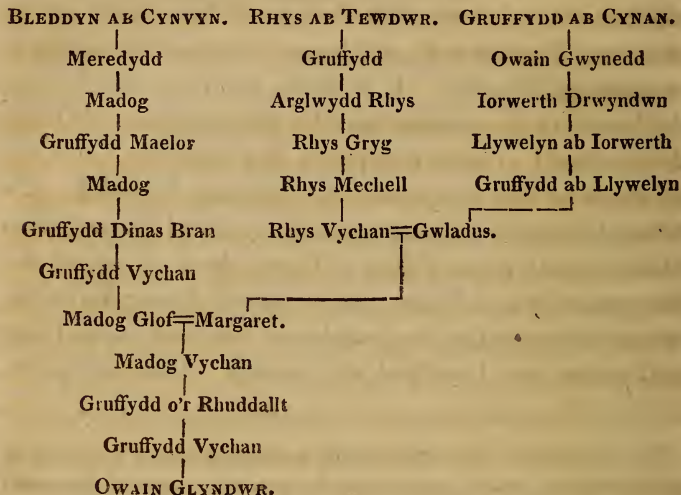 BLEDDYN AB CYNVYN. RHYS AB TEWDWR. GRUFFYDD AB CYNAN.
Meredydd Gruffydd Owain Gwynedd
Madog Arglwydd Rhys Iorwerth Drwyndwn
Gruffydd Maelor Rhys Gryg Llywelyn ab Iorwerth
Madog Rhys Mechell Gruffydd ab Llywelyn
Gruffydd Dinas Bran Rhys Vychan Gwladus.
Gruffydd Vychan
Madog Glof Margaret.
Madog Vychan
Gruffydd o'r Rhuddallt
Gruffydd Vychan
OWAIN GLYNDWR.